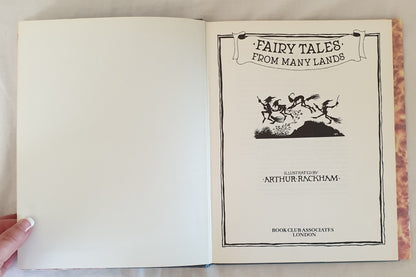 · FAIRY TALES ·
FROM MANY LANDS
ILLUSTRATED BY
· ARTHUR RACKHAM ·
BOOK CLUB ASSOCIATES
LONDON